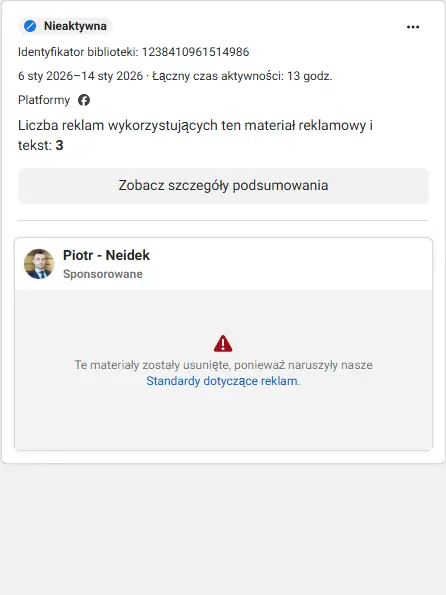 Nieaktywna
Identyfikator biblioteki: 1238410961514986
6 sty 2026–14 sty 2026 · Łączny czas aktywności: 13 godz.
Platformy
Liczba reklam wykorzystujących ten materiał reklamowy i
tekst: 3
Zobacz szczegóły podsumowania
Piotr - Neidek
Sponsorowane
Te materiały zostały usunięte, ponieważ naruszyły nasze
Standardy dotyczące reklam.